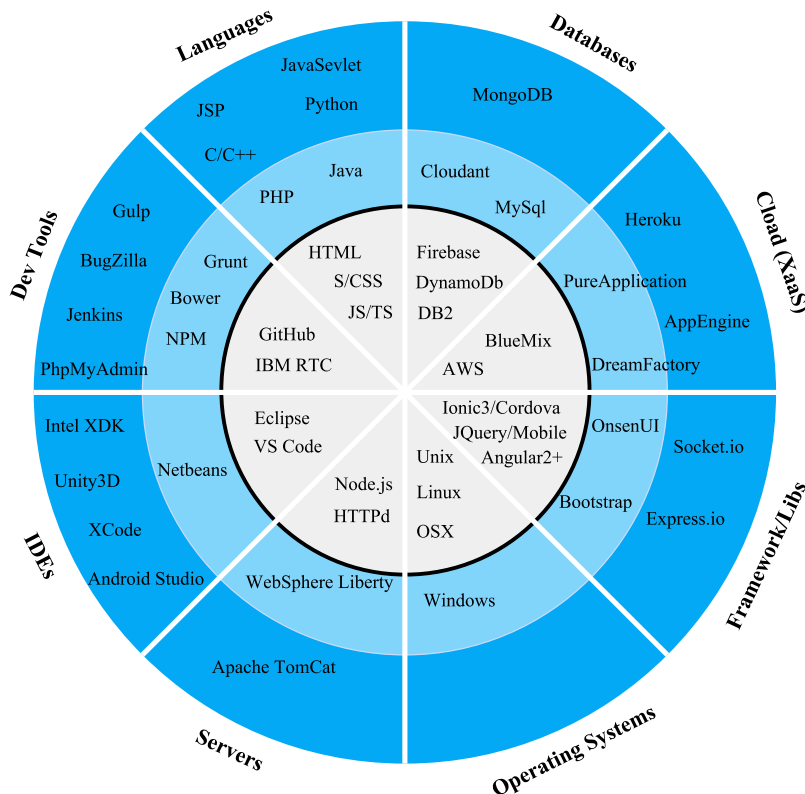 Languages
JavaSevlet
JSP
Python
C/C++
Java
PHP
HTML
S/CSS
JS/TS
Databases
MongoDB
Cloudant
MySql
Firebase
DynamoDb
DB2
Cload (XaaS)
Heroku
PureApplication
AppEngine
DreamFactory
BlueMix
AWS
Framework/Libs
Ionic3/Cordova
JQuery/Mobile
Angular2+
OnsenUI
Bootstrap
Socket.io
Express.io
Operating Systems
Unix
Linux
OSX
Windows
Servers
Node.js
HTTPd
WebSphere Liberty
Apache TomCat
IDEs
Eclipse
VS Code
Netbeans
Intel XDK
Unity3D
XCode
Android Studio
Dev Tools
Gulp
BugZilla
Jenkins
PhpMyAdmin
Grunt
Bower
NPM
GitHub
IBM RTC